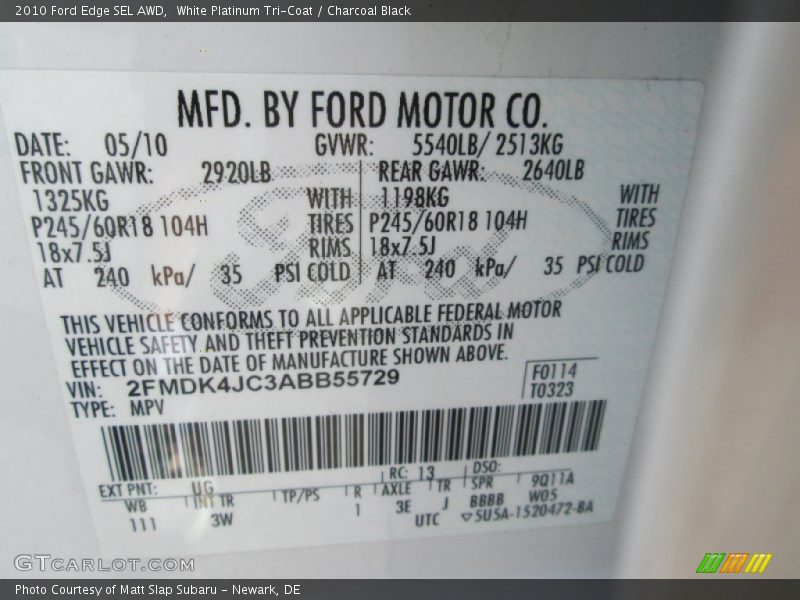 2010 Ford Edge SEL AWD, White Platinum Tri-Coat / Charcoal Black
MFD. BY FORD MOTOR CO.
DATE: 05/10 GVWR: 5540LB/ 2513KG
FRONT GAWR: 2920LB REAR GAWR: 2640LB
1325KG WITH 1198KG WITH
P245/60R18 104H TIRES P245/60R18 104H TIRES
18x7.5J RIMS 18x7.5J RIMS
AT 240 kPa/ 35 PSI COLD AT 240 kPa/ 35 PSI COLD
Ford
THIS VEHICLE CONFORMS TO ALL APPLICABLE FEDERAL MOTOR
VEHICLE SAFETY AND THEFT PREVENTION STANDARDS IN
EFFECT ON THE DATE OF MANUFACTURE SHOWN ABOVE.
VIN: 2FMDK4JC3ABB55729 F0114
TYPE: MPV T0323
EXT PNT: UG RC: 13 DSO:
WB INT TR TP/PS R AXLE TR SPR 9Q11A
111 3W 1 3E J BBBB W05
UTC ▽5U5A-1520472-BA
GTCARLOT.COM
Photo Courtesy of Matt Slap Subaru - Newark, DE